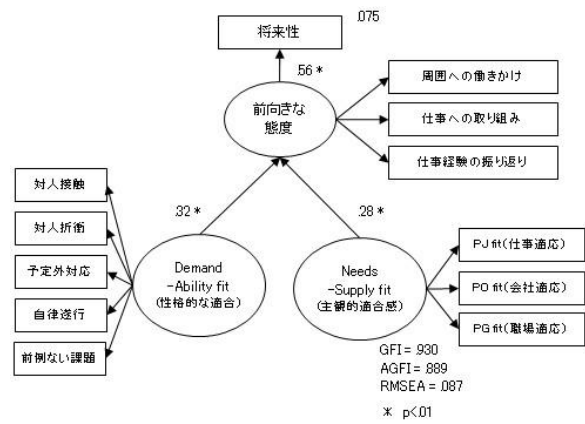 将来性
.075
.56 *
前向きな
態度
周囲への働きかけ
仕事への取り組み
仕事経験の振り返り
.32 *
.28 *
対人接触
対人折衝
予定外対応
自律遂行
前例ない課題
Demand
-Ability fit
(性格的な適合)
Needs
-Supply fit
(主観的適合感)
PJ fit(仕事適応)
PO fit(会社適応)
PG fit(職場適応)
GFI = .930
AGFI = .889
RMSEA = .087
* p<.01